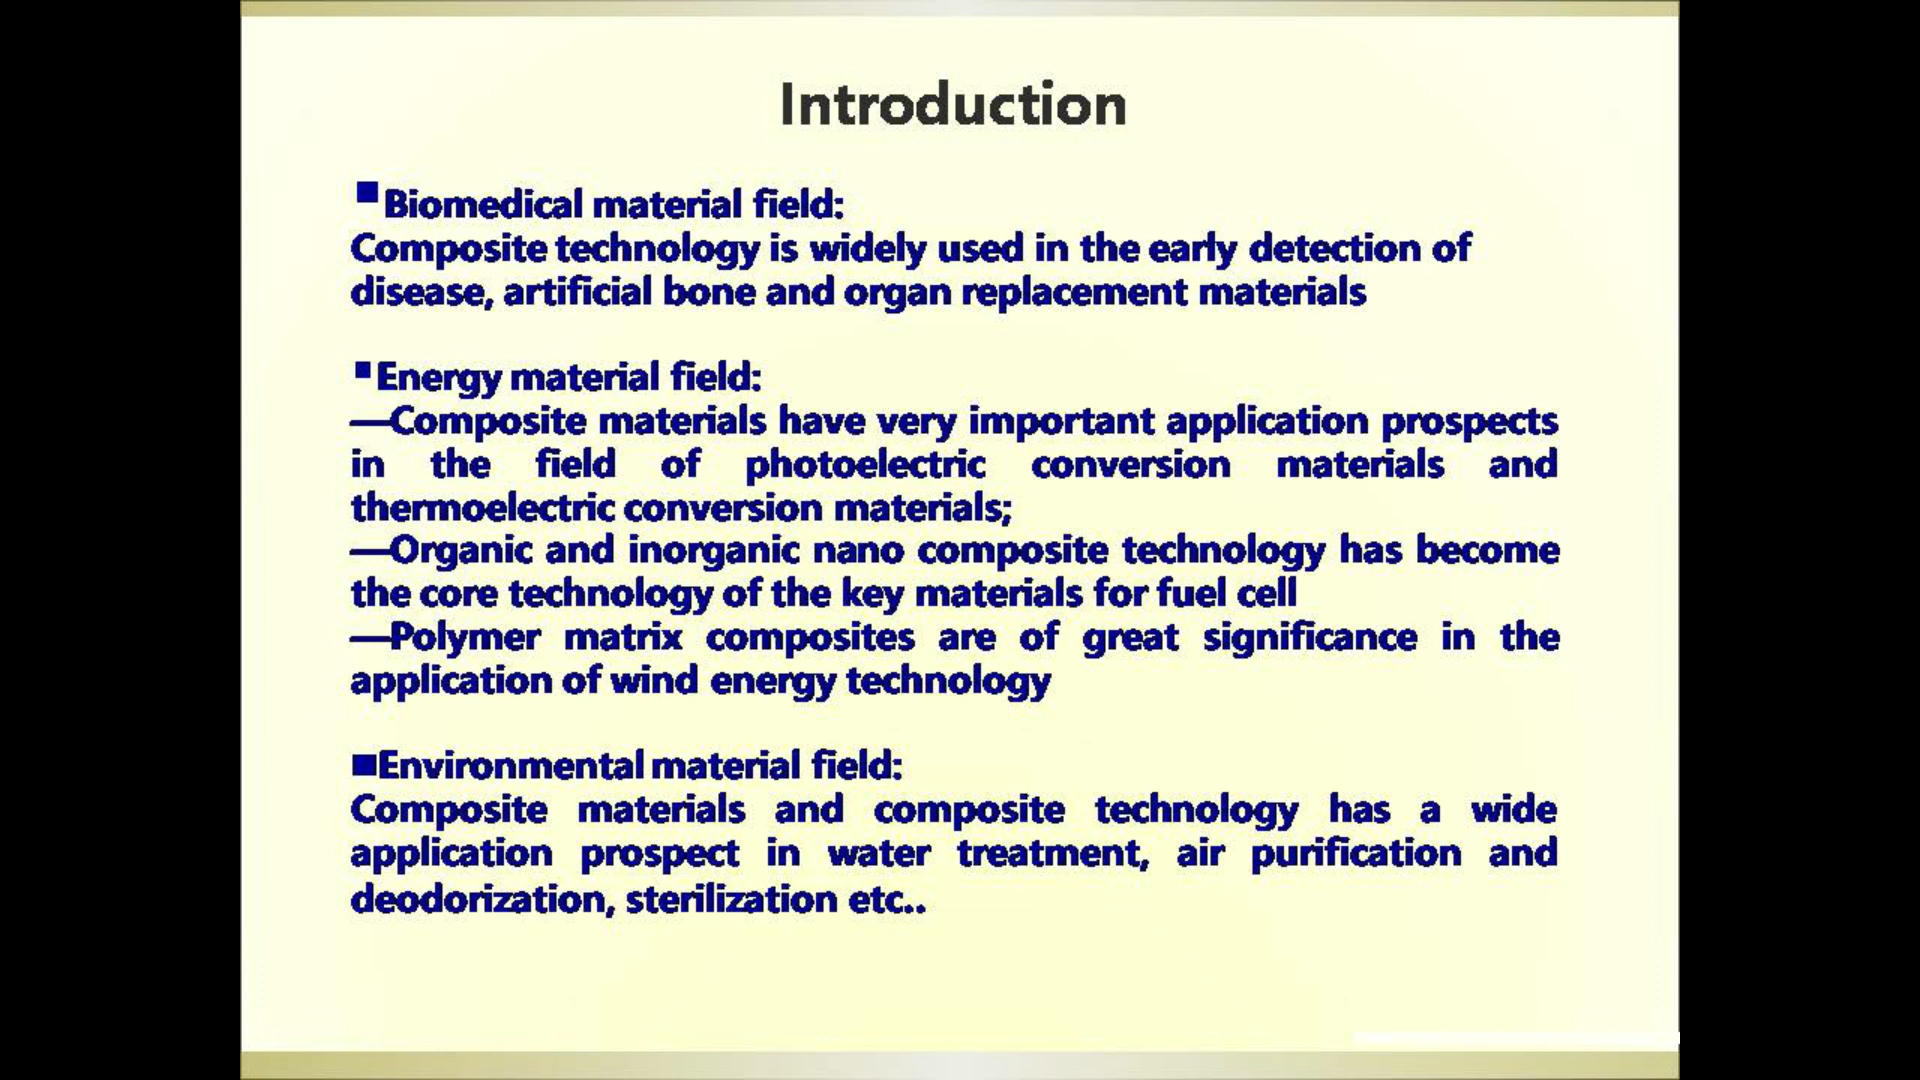 Introduction
▪Biomedical material field:
Composite technology is widely used in the early detection of
disease, artificial bone and organ replacement materials
▪Energy material field:
—Composite materials have very important application prospects
in the field of photoelectric conversion materials and
thermoelectric conversion materials;
—Organic and inorganic nano composite technology has become
the core technology of the key materials for fuel cell
—Polymer matrix composites are of great significance in the
application of wind energy technology
■Environmental material field:
Composite materials and composite technology has a wide
application prospect in water treatment, air purification and
deodorization, sterilization etc..